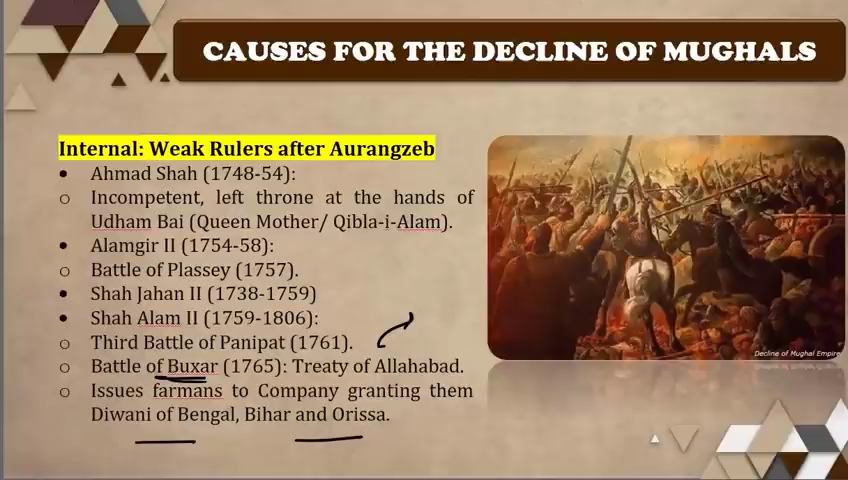 CAUSES FOR THE DECLINE OF MUGHALS
Internal: Weak Rulers after Aurangzeb
• Ahmad Shah (1748-54):
o Incompetent, left throne at the hands of
Udham Bai (Queen Mother/ Qibla-i-Alam).
• Alamgir II (1754-58):
o Battle of Plassey (1757).
• Shah Jahan II (1738-1759)
• Shah Alam II (1759-1806):
o Third Battle of Panipat (1761).
o Battle of Buxar (1765): Treaty of Allahabad.
o Issues farmans to Company granting them
Diwani of Bengal, Bihar and Orissa.
Decline of Mughal Empire